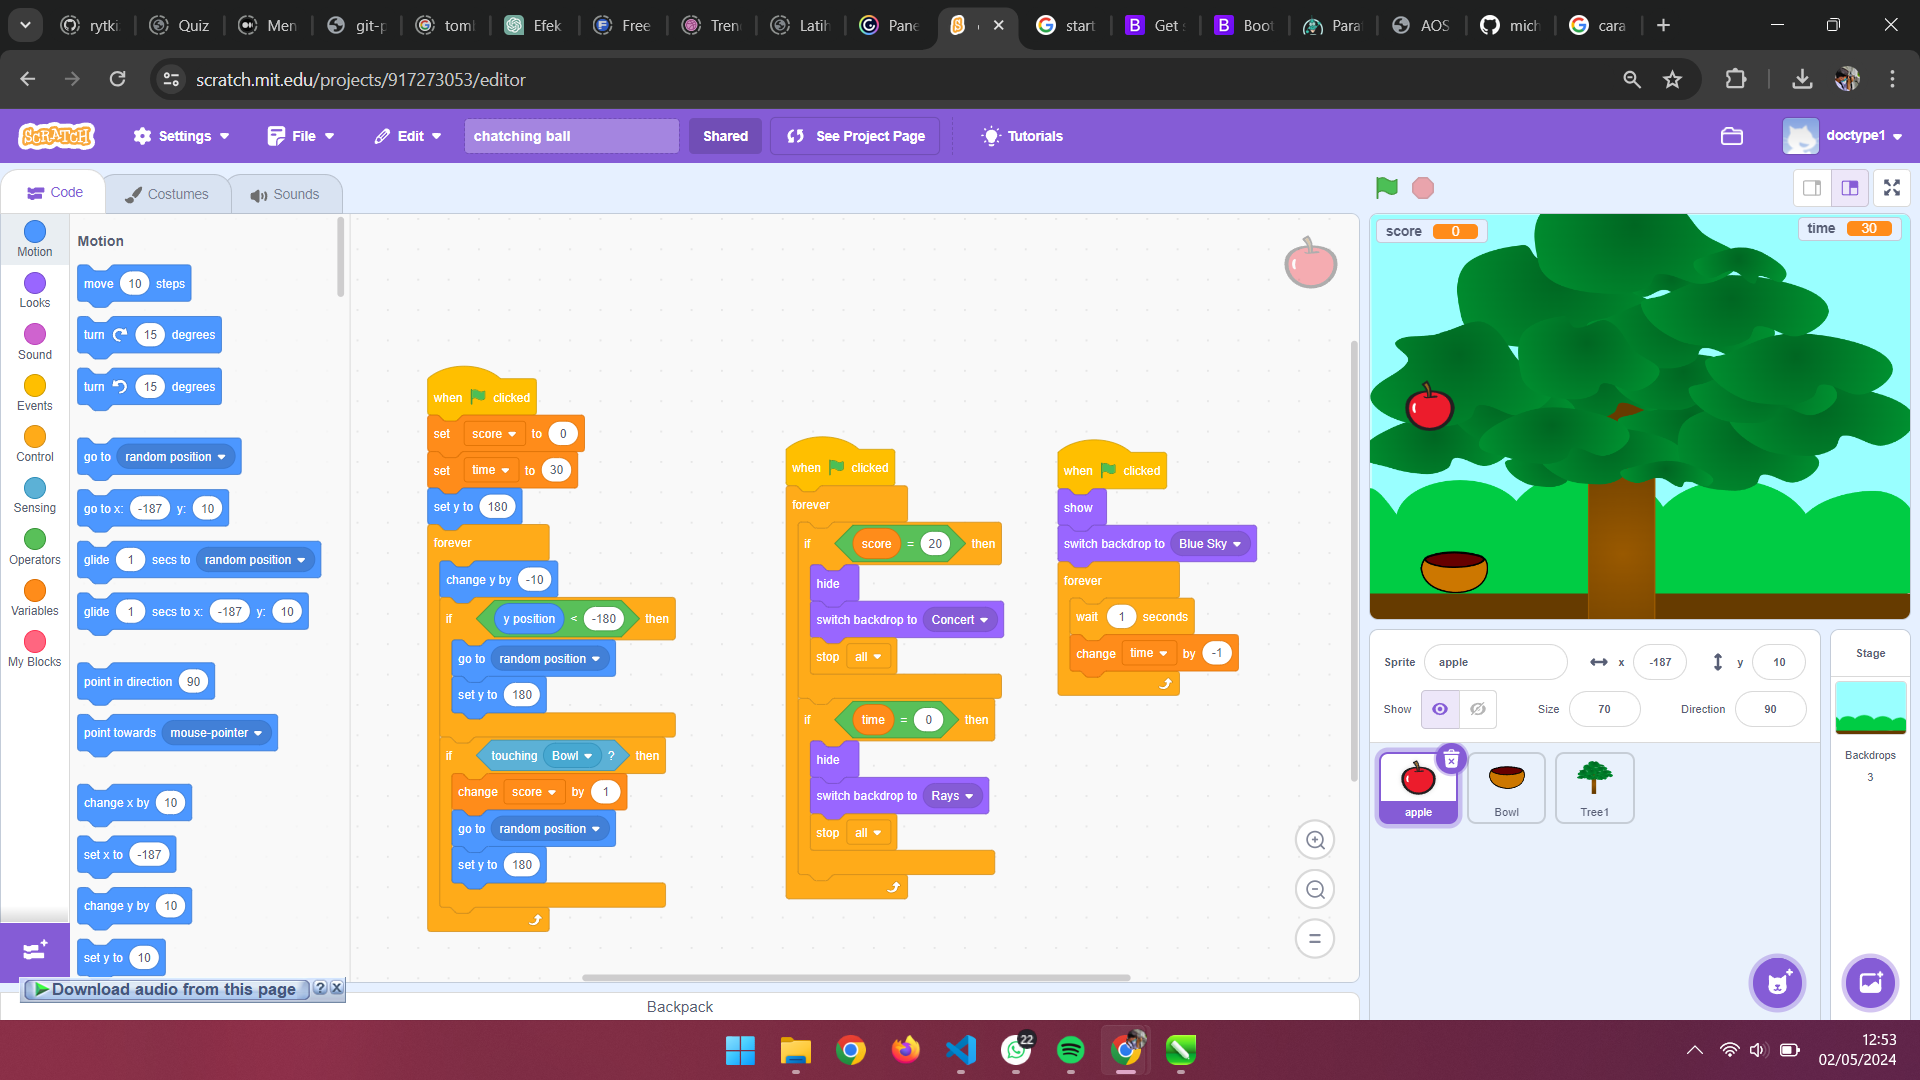 rytki.
Quiz
Men
git-p
toml
Efek
Free
Tren
Latih
Pane
start
Get s
Boot
Para
AOS
mich
cara
scratch.mit.edu/projects/917273053/editor
SCRATCH
Settings
File
Edit
chatching ball
Shared
See Project Page
Tutorials
doctype1
Code
Costumes
Sounds
Motion
Looks
Sound
Events
Control
Sensing
Operators
Variables
My Blocks
Motion
move 10 steps
turn 15 degrees
turn 15 degrees
go to random position
go to x: -187 y: 10
glide 1 secs to random position
glide 1 secs to x: -187 y: 10
point in direction 90
point towards mouse-pointer
change x by 10
set x to -187
change y by 10
set y to 10
when clicked
set score to 0
set time to 30
set y to 180
forever
change y by -10
if y position < -180 then
go to random position
set y to 180
if touching Bowl ? then
change score by 1
go to random position
set y to 180
when clicked
forever
if score = 20 then
hide
switch backdrop to Concert
stop all
if time = 0 then
hide
switch backdrop to Rays
stop all
when clicked
show
switch backdrop to Blue Sky
forever
wait 1 seconds
change time by -1
score 0
time 30
Sprite apple x -187 y 10
Show Size 70 Direction 90
apple
Bowl
Tree1
Stage
Backdrops
3
Download audio from this page ? x
Backpack
22
12:53
02/05/2024